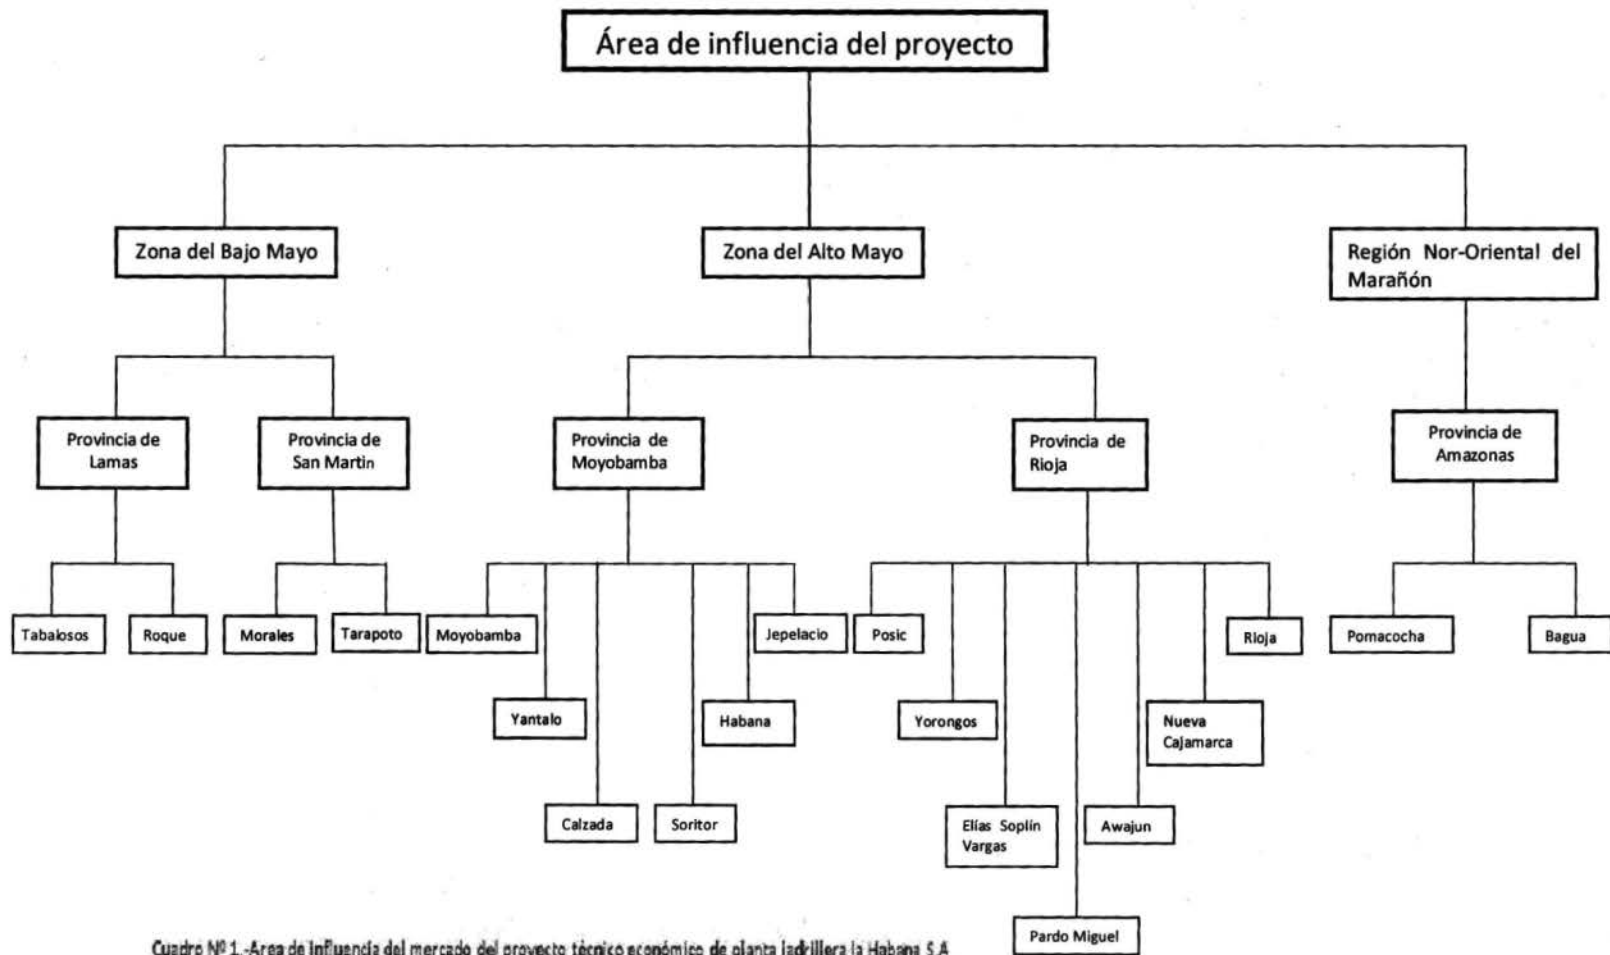 Área de influencia del proyecto
Zona del Bajo Mayo
Zona del Alto Mayo
Región Nor-Oriental del
Marañón
Provincia de
Lamas
Provincia de
San Martin
Provincia de
Moyobamba
Provincia de
Rioja
Provincia de
Amazonas
Tabalosos
Roque
Morales
Tarapoto
Moyobamba
Jepelacio
Posic
Rioja
Pomacocha
Bagua
Yantalo
Habana
Yorongos
Nueva
Cajamarca
Calzada
Soritor
Elías Soplín
Vargas
Awajun
Pardo Miguel
Cuadro Nº 1.-Area de Influencia del mercado del proyecto técnico económico de planta ladrillera la Habana S.A